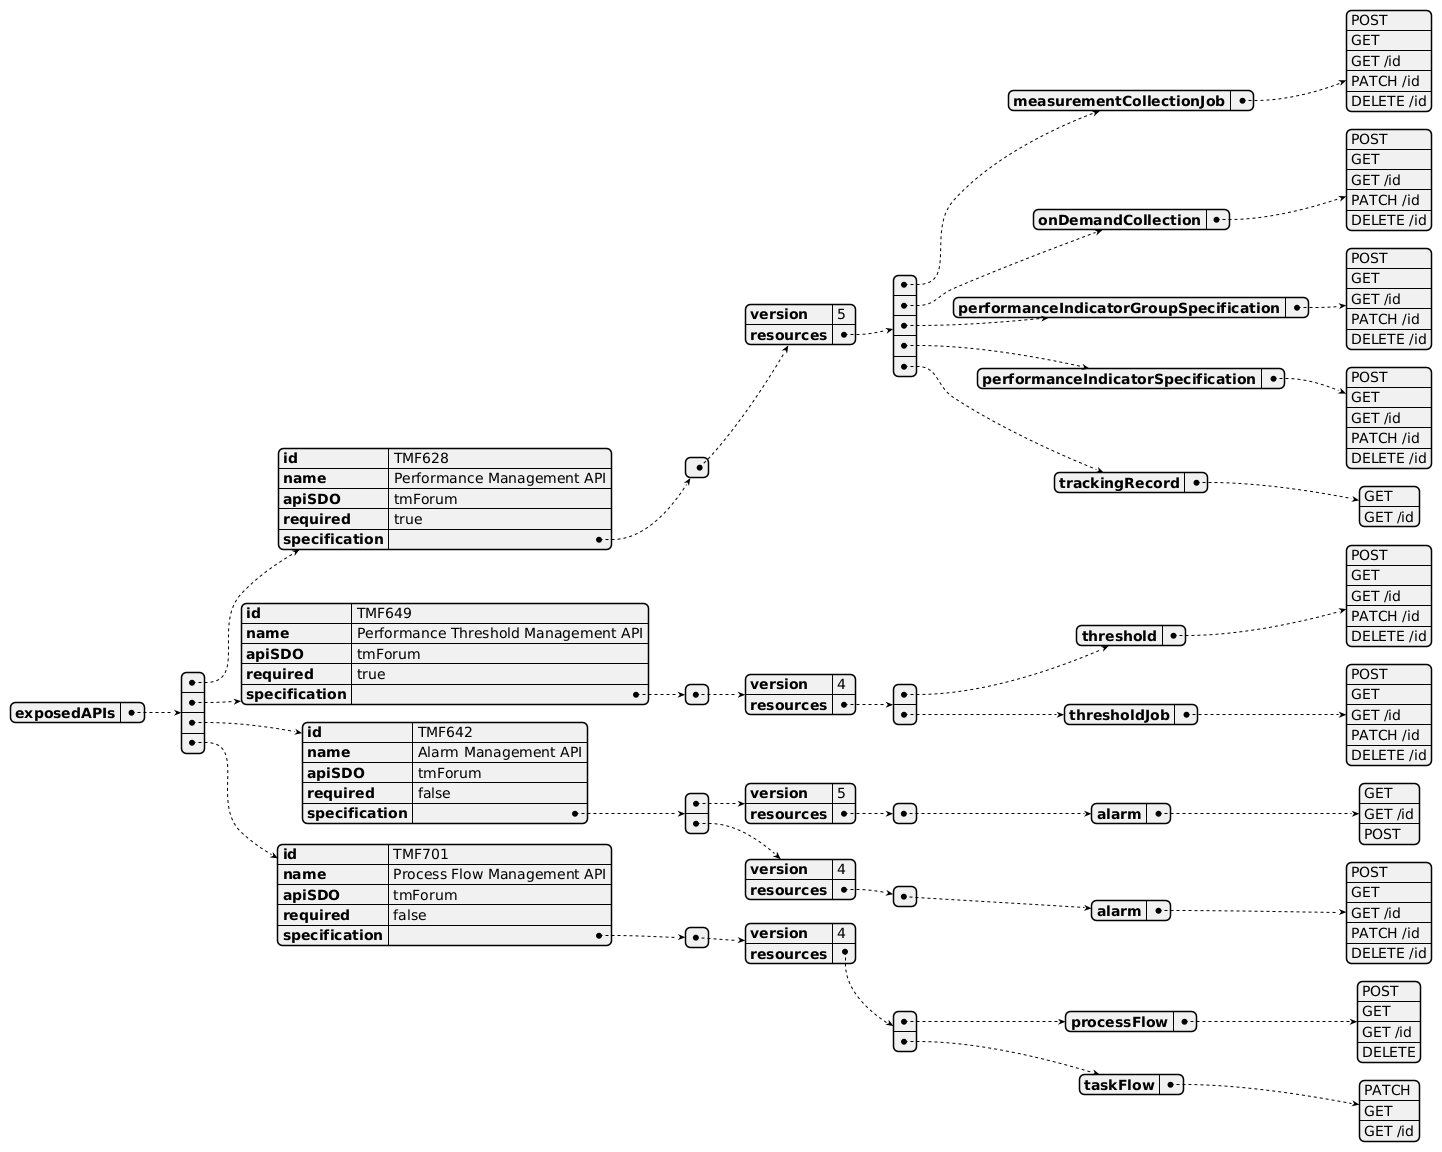 exposedAPIs
id TMF628
name Performance Management API
apiSDO tmForum
required true
specification
version 5
resources
measurementCollectionJob
POST
GET
GET /id
PATCH /id
DELETE /id
onDemandCollection
POST
GET
GET /id
PATCH /id
DELETE /id
performanceIndicatorGroupSpecification
POST
GET
GET /id
PATCH /id
DELETE /id
performanceIndicatorSpecification
POST
GET
GET /id
PATCH /id
DELETE /id
trackingRecord
GET
GET /id
id TMF649
name Performance Threshold Management API
apiSDO tmForum
required true
specification
version 4
resources
threshold
POST
GET
GET /id
PATCH /id
DELETE /id
thresholdJob
POST
GET
GET /id
PATCH /id
DELETE /id
id TMF642
name Alarm Management API
apiSDO tmForum
required false
specification
version 5
resources
alarm
GET
GET /id
POST
version 4
resources
alarm
POST
GET
GET /id
PATCH /id
DELETE /id
id TMF701
name Process Flow Management API
apiSDO tmForum
required false
specification
version 4
resources
processFlow
POST
GET
GET /id
DELETE
taskFlow
PATCH
GET
GET /id